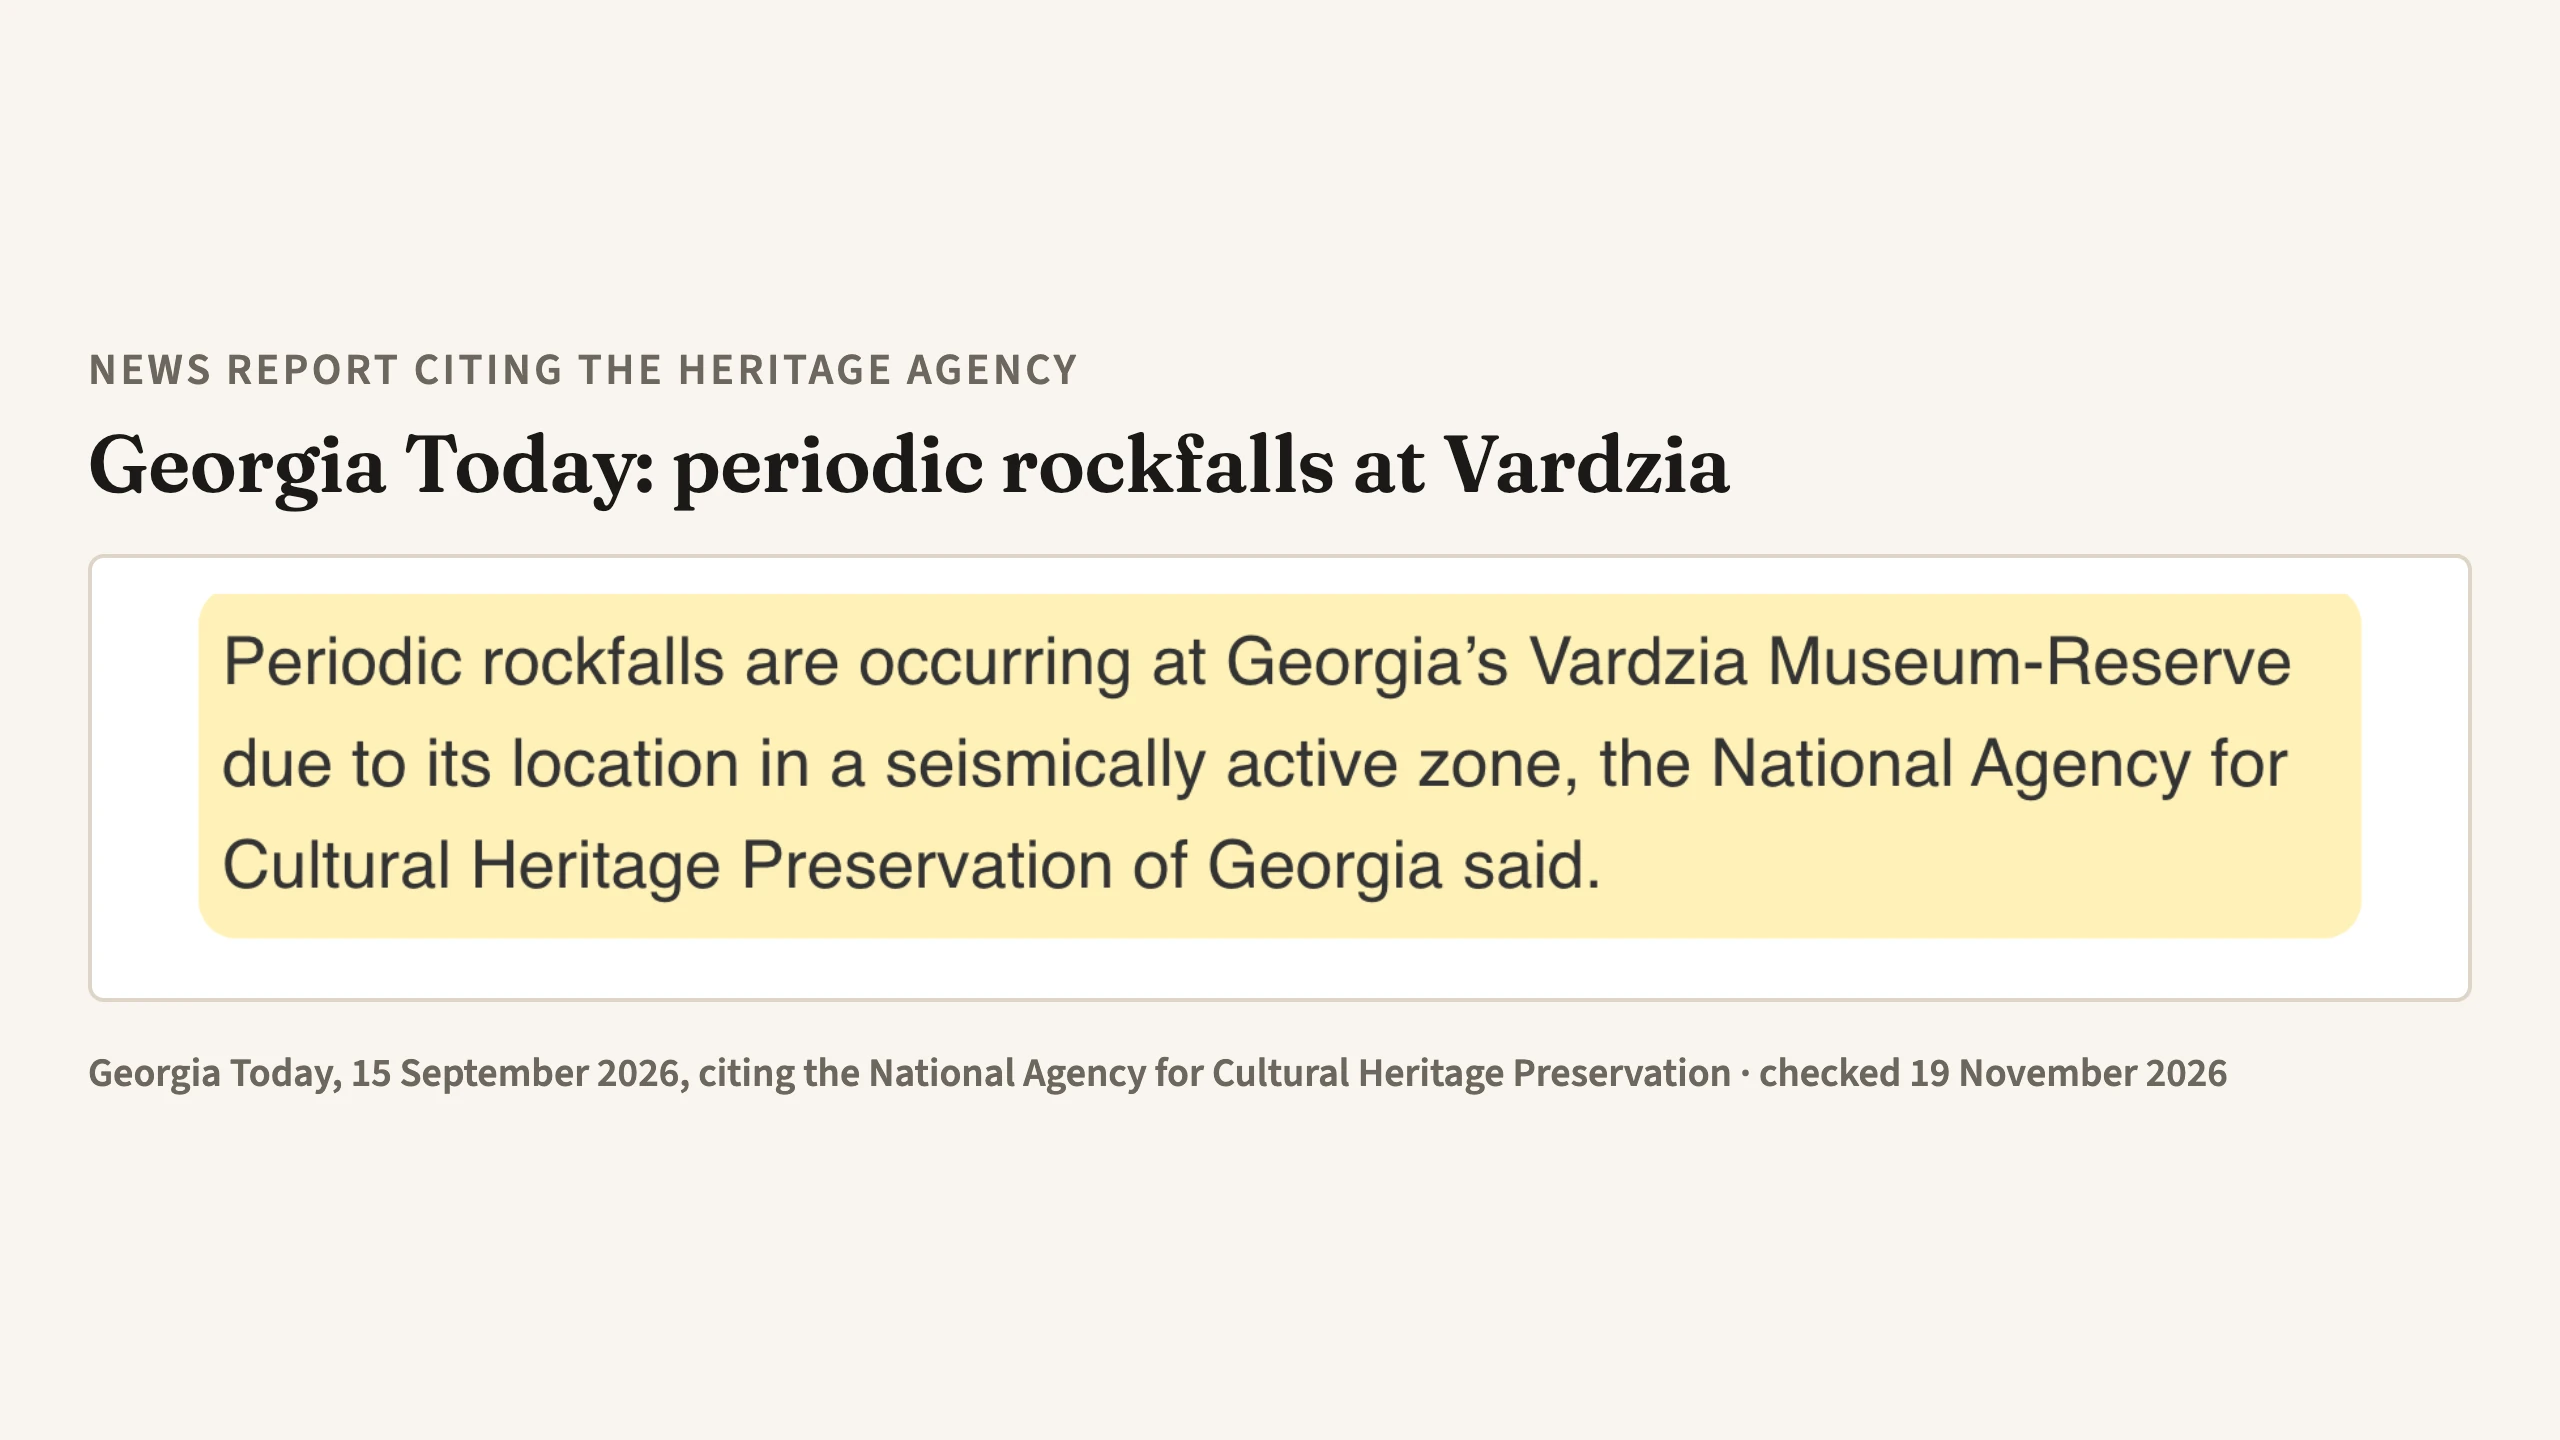 NEWS REPORT CITING THE HERITAGE AGENCY
Georgia Today: periodic rockfalls at Vardzia
Periodic rockfalls are occurring at Georgia’s Vardzia Museum-Reserve
due to its location in a seismically active zone, the National Agency for
Cultural Heritage Preservation of Georgia said.
Georgia Today, 15 September 2026, citing the National Agency for Cultural Heritage Preservation · checked 19 November 2026